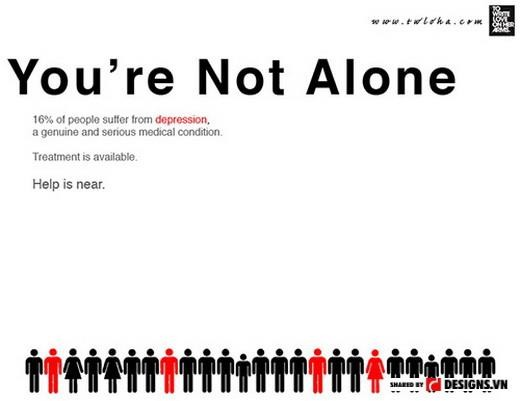 www.twloha.com
TO
WRITE
LOVE
ON HER
ARMS.
You're Not Alone
16% of people suffer from depression,
a genuine and serious medical condition.
Treatment is available.
Help is near.
SHARED BY DESIGNS.VN